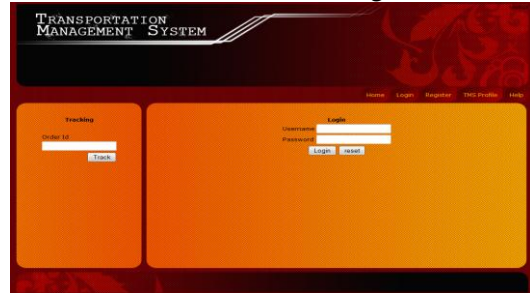 TRANSPORTATION
MANAGEMENT SYSTEM
Home Login Register TMS Profile Help
Tracking
Order Id
Track
Login
Username
Password
Login reset